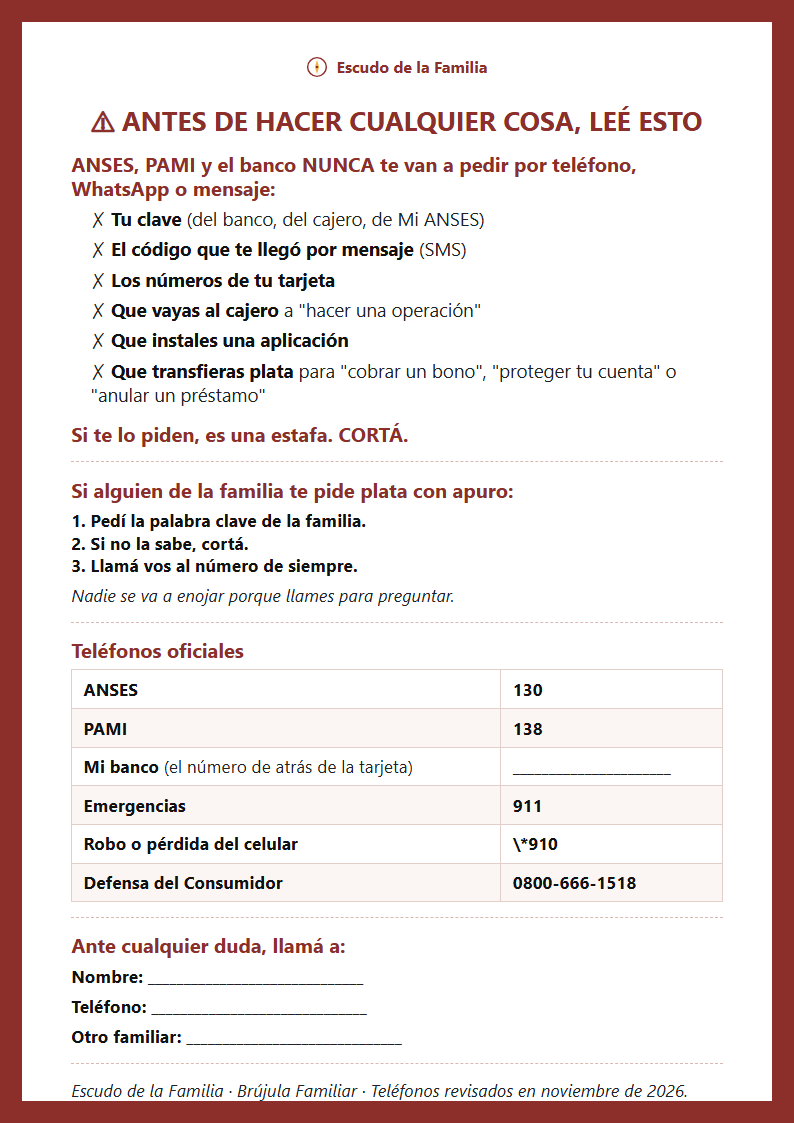 Escudo de la Familia
⚠ ANTES DE HACER CUALQUIER COSA, LEÉ ESTO
ANSES, PAMI y el banco NUNCA te van a pedir por teléfono,
WhatsApp o mensaje:
╳ Tu clave (del banco, del cajero, de Mi ANSES)
╳ El código que te llegó por mensaje (SMS)
╳ Los números de tu tarjeta
╳ Que vayas al cajero a "hacer una operación"
╳ Que instales una aplicación
╳ Que transfieras plata para "cobrar un bono", "proteger tu cuenta" o
"anular un préstamo"
Si te lo piden, es una estafa. CORTÁ.
Si alguien de la familia te pide plata con apuro:
1. Pedí la palabra clave de la familia.
2. Si no la sabe, cortá.
3. Llamá vos al número de siempre.
Nadie se va a enojar porque llames para preguntar.
Teléfonos oficiales
ANSES 130
PAMI 138
Mi banco (el número de atrás de la tarjeta) ______________________
Emergencias 911
Robo o pérdida del celular \*910
Defensa del Consumidor 0800-666-1518
Ante cualquier duda, llamá a:
Nombre: ______________________________
Teléfono: ______________________________
Otro familiar: ______________________________
Escudo de la Familia · Brújula Familiar · Teléfonos revisados en noviembre de 2026.